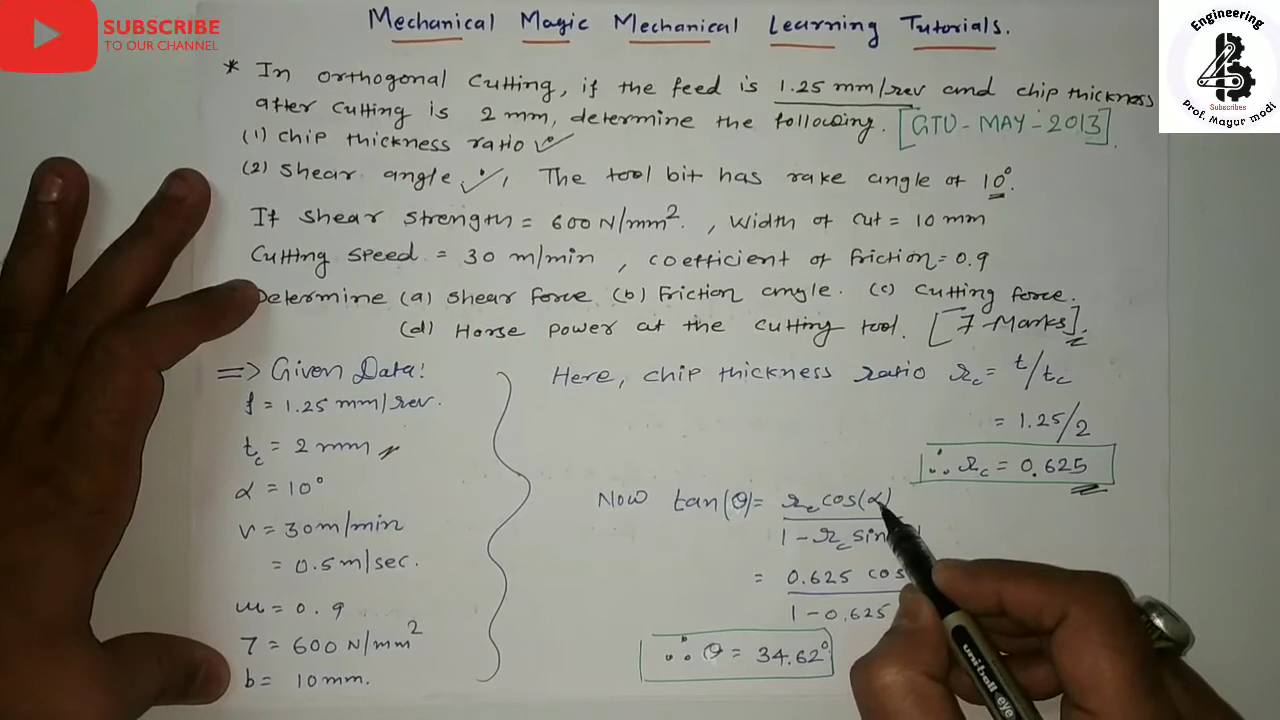 SUBSCRIBE
TO OUR CHANNEL
Mechanical Magic Mechanical Learning Tutorials.
Engineering
Subscribes
Prof. Mayur modi
* In orthogonal cutting, if the feed is 1.25 mm/rev and chip thickness
after cutting is 2 mm, determine the following. [GTU-MAY-2013].
(1) chip thickness ratio
(2) shear angle , The tool bit has rake angle of 10°.
If shear strength = 600 N/mm². , width of cut = 10 mm
Cutting speed = 30 m/min , coefficient of friction = 0.9
Determine (a) shear force (b) friction angle. (c) cutting force.
(d) Horse power at the cutting tool. [7-Marks].
=> Given Data:
f = 1.25 mm/rev.
tc = 2 mm
α = 10°
v = 30 m/min
= 0.5 m/sec.
μ = 0.9
τ = 600 N/mm²
b = 10 mm.
Here, chip thickness ratio rc = t/tc
= 1.25/2
∴ rc = 0.625
Now tan(θ) = rc cos(α)
1 - rc sin
= 0.625 cos
1 - 0.625
∴ θ = 34.62°
uniball eye